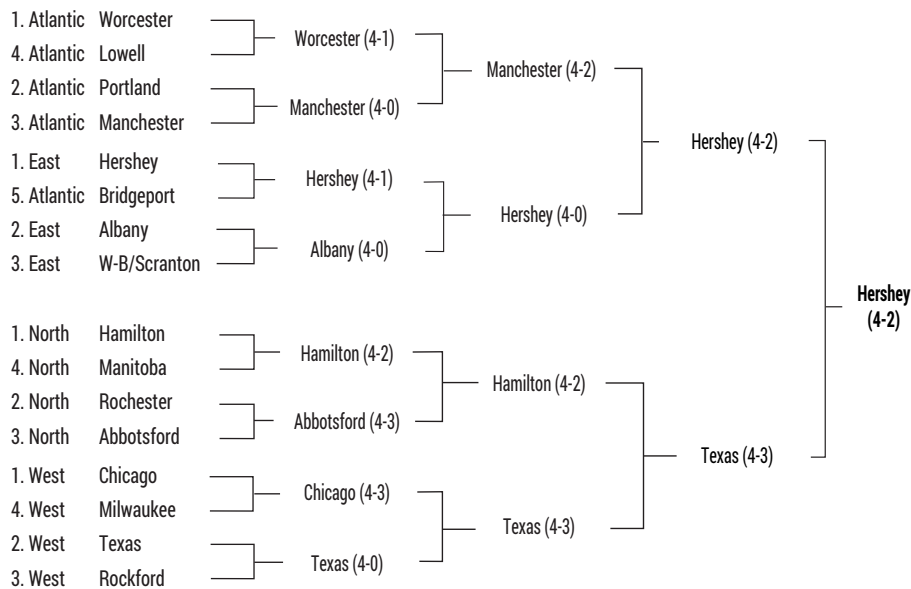 1. Atlantic Worcester
4. Atlantic Lowell
2. Atlantic Portland
3. Atlantic Manchester
1. East Hershey
5. Atlantic Bridgeport
2. East Albany
3. East W-B/Scranton
1. North Hamilton
4. North Manitoba
2. North Rochester
3. North Abbotsford
1. West Chicago
4. West Milwaukee
2. West Texas
3. West Rockford
Worcester (4-1)
Manchester (4-0)
Hershey (4-1)
Albany (4-0)
Hamilton (4-2)
Abbotsford (4-3)
Chicago (4-3)
Texas (4-0)
Manchester (4-2)
Hershey (4-0)
Hamilton (4-2)
Texas (4-3)
Hershey (4-2)
Texas (4-3)
Hershey
(4-2)